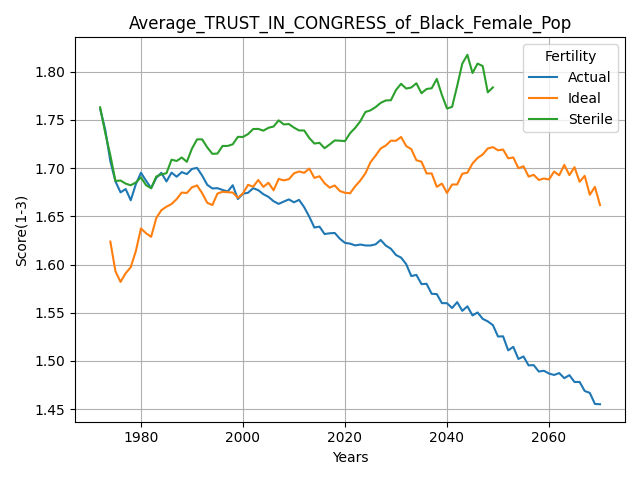 Average_TRUST_IN_CONGRESS_of_Black_Female_Pop
Fertility
Actual
Ideal
Sterile
Score(1-3)
1.80
1.75
1.70
1.65
1.60
1.55
1.50
1.45
1980
2000
2020
2040
2060
Years